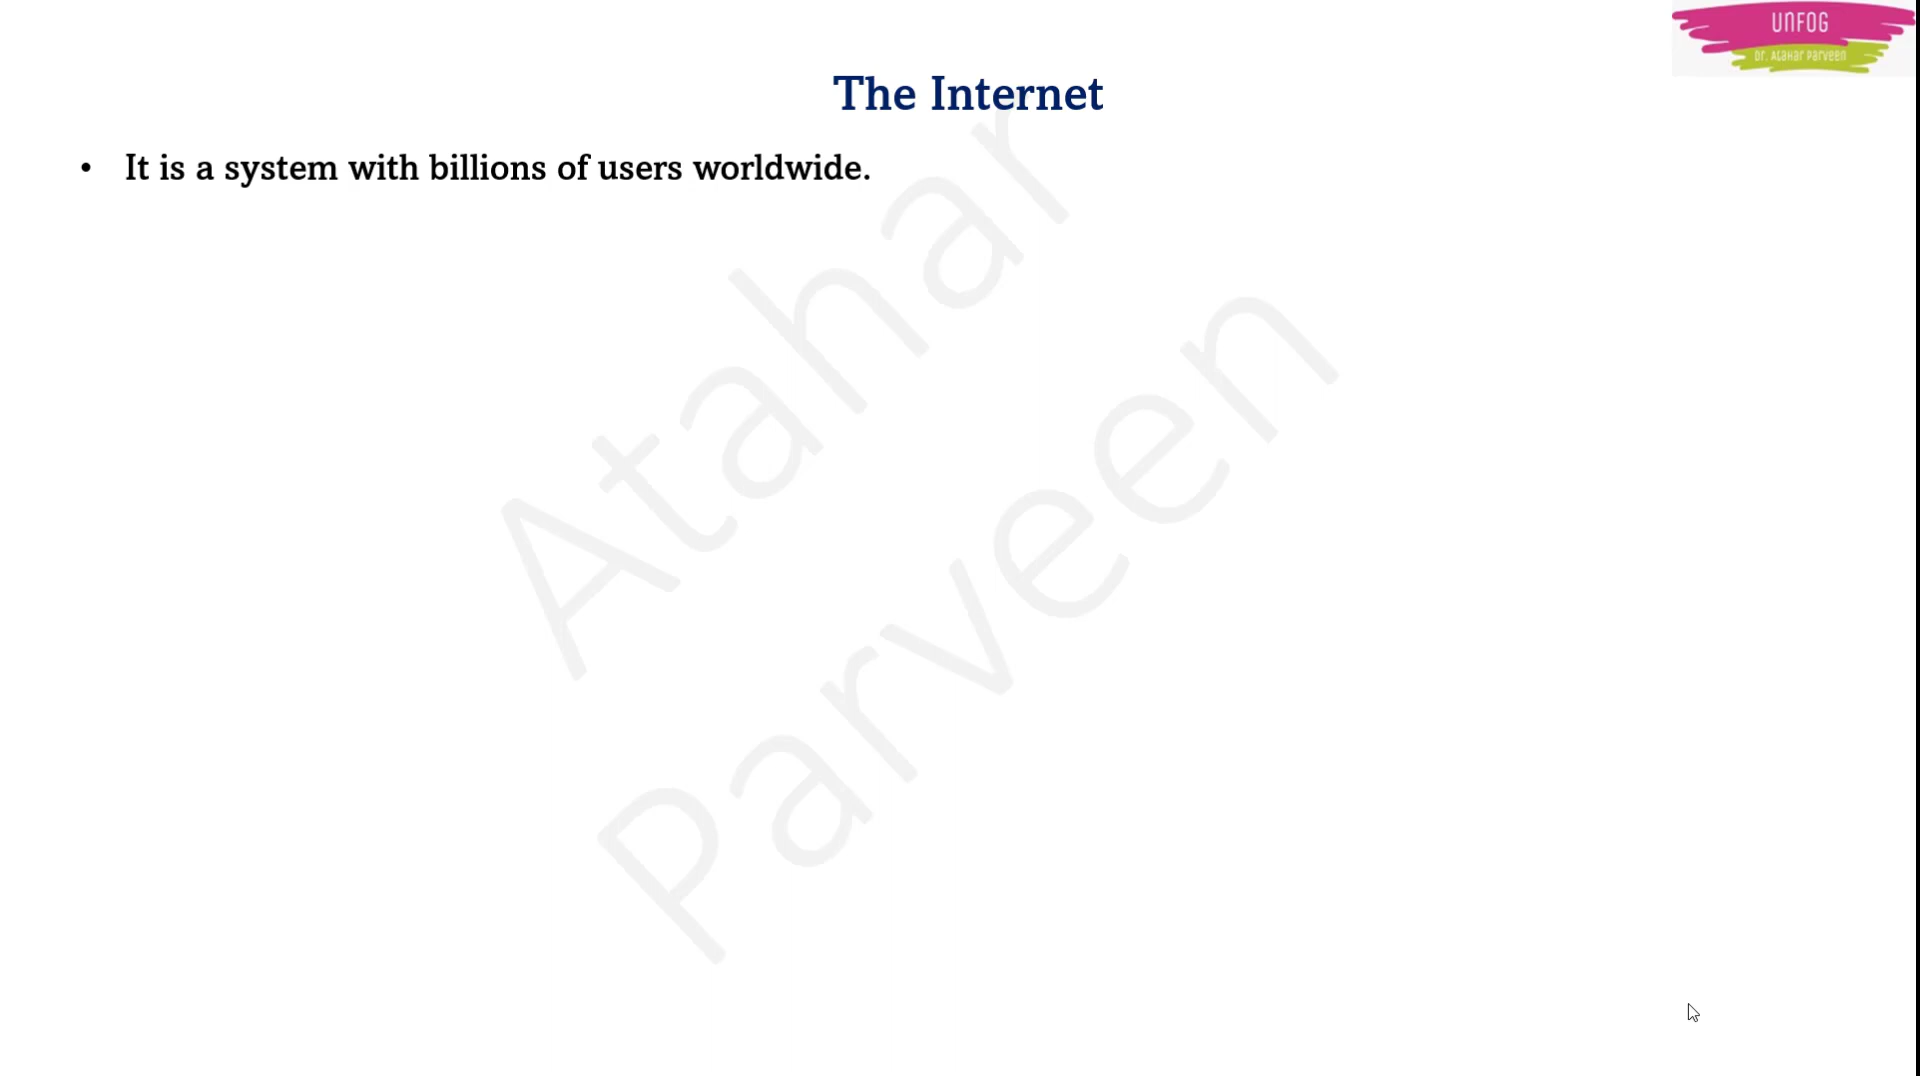 UNFOG
Dr. Atahar Parveen
The Internet
• It is a system with billions of users worldwide.
Atahar
Parveen